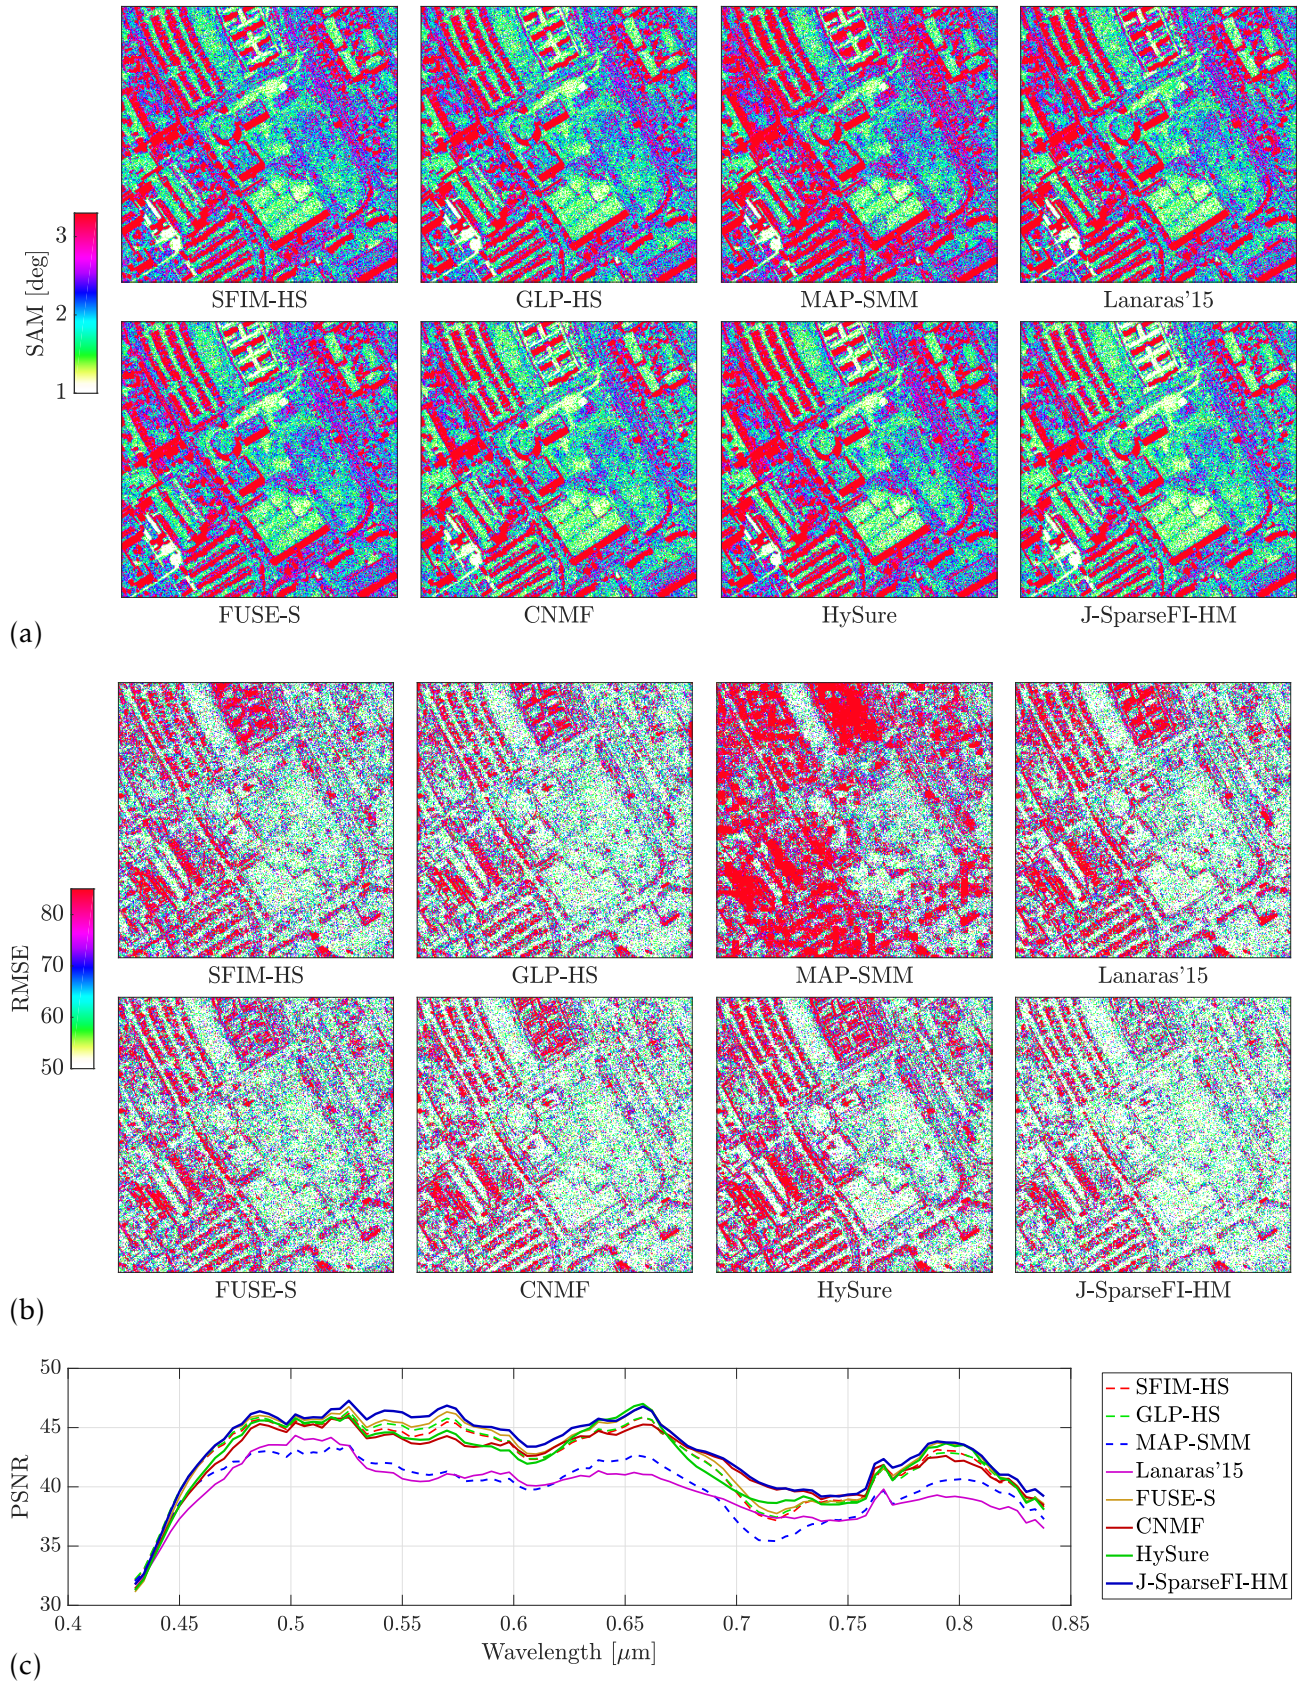 SAM [deg]
3
2
1
SFIM-HS
GLP-HS
MAP-SMM
Lanaras'15
FUSE-S
CNMF
HySure
J-SparseFI-HM
(a)
RMSE
80
70
60
50
SFIM-HS
GLP-HS
MAP-SMM
Lanaras'15
FUSE-S
CNMF
HySure
J-SparseFI-HM
(b)
PSNR
50
45
40
35
30
0.4 0.45 0.5 0.55 0.6 0.65 0.7 0.75 0.8 0.85
Wavelength [μm]
SFIM-HS
GLP-HS
MAP-SMM
Lanaras'15
FUSE-S
CNMF
HySure
J-SparseFI-HM
(c)